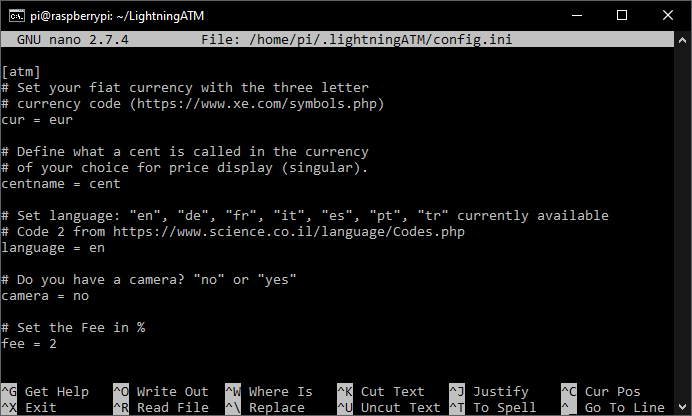 pi@raspberrypi: ~/LightningATM
GNU nano 2.7.4 File: /home/pi/.lightningATM/config.ini
[atm]
# Set your fiat currency with the three letter
# currency code (https://www.xe.com/symbols.php)
cur = eur
# Define what a cent is called in the currency
# of your choice for price display (singular).
centname = cent
# Set language: "en", "de", "fr", "it", "es", "pt", "tr" currently available
# Code 2 from https://www.science.co.il/language/Codes.php
language = en
# Do you have a camera? "no" or "yes"
camera = no
# Set the Fee in %
fee = 2
^G Get Help ^O Write Out ^W Where Is ^K Cut Text ^J Justify ^C Cur Pos
^X Exit ^R Read File ^\ Replace ^U Uncut Text ^T To Spell ^_ Go To Line